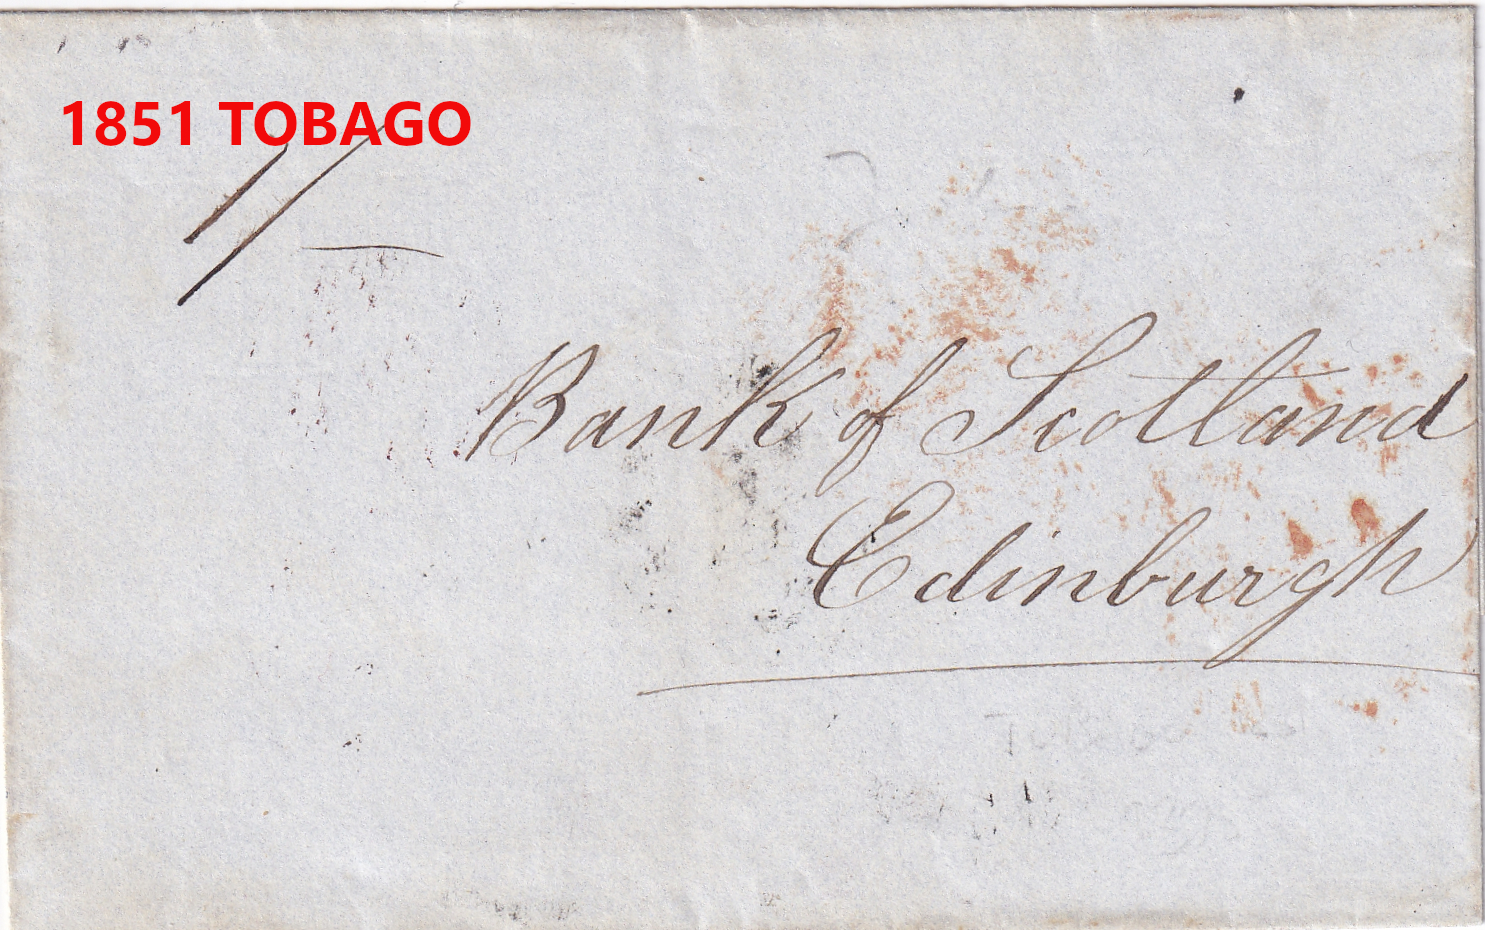 1851 TOBAGO
1/-
Bank of Scotland
Edinburgh